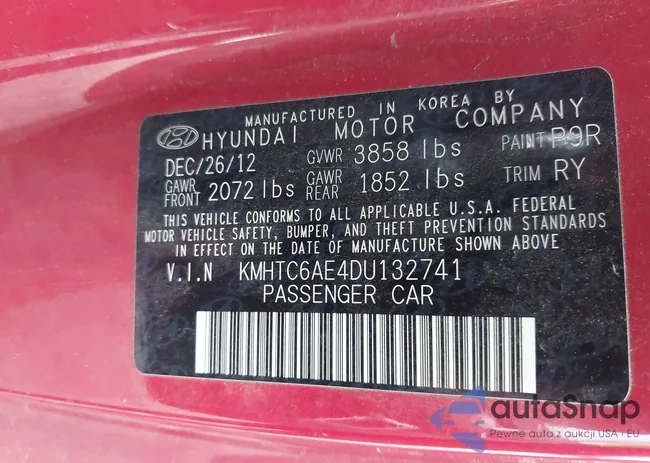 MANUFACTURED IN KOREA BY
HYUNDAI MOTOR COMPANY
DEC/26/12 GVWR 3858 lbs PAINT P9R
GAWR FRONT 2072 lbs GAWR REAR 1852 lbs TRIM RY
THIS VEHICLE CONFORMS TO ALL APPLICABLE U.S.A. FEDERAL
MOTOR VEHICLE SAFETY, BUMPER, AND THEFT PREVENTION STANDARDS
IN EFFECT ON THE DATE OF MANUFACTURE SHOWN ABOVE
V.I.N KMHTC6AE4DU132741
PASSENGER CAR
autaSnap
Pewne auta z aukcji USA i EU